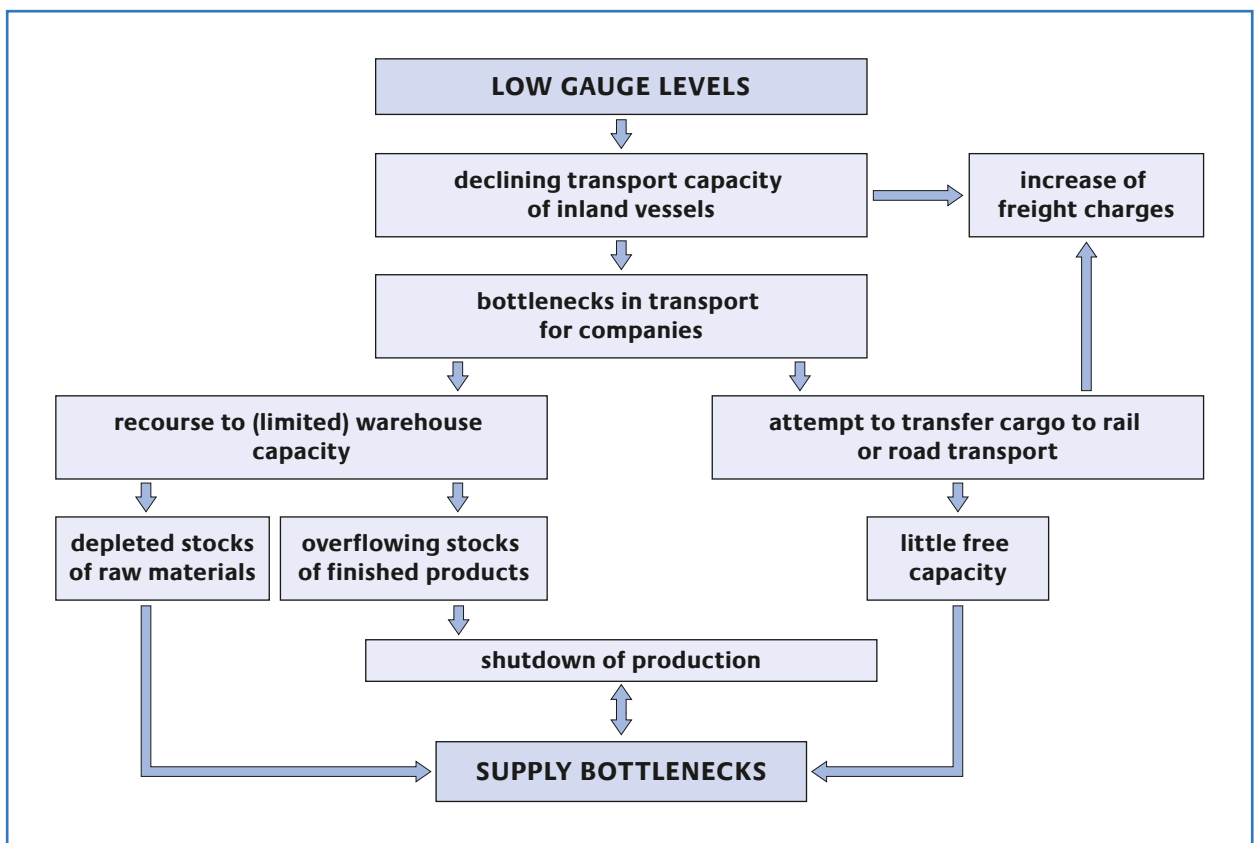 LOW GAUGE LEVELS
declining transport capacity
of inland vessels
increase of
freight charges
bottlenecks in transport
for companies
recourse to (limited) warehouse
capacity
attempt to transfer cargo to rail
or road transport
depleted stocks
of raw materials
overflowing stocks
of finished products
little free
capacity
shutdown of production
SUPPLY BOTTLENECKS